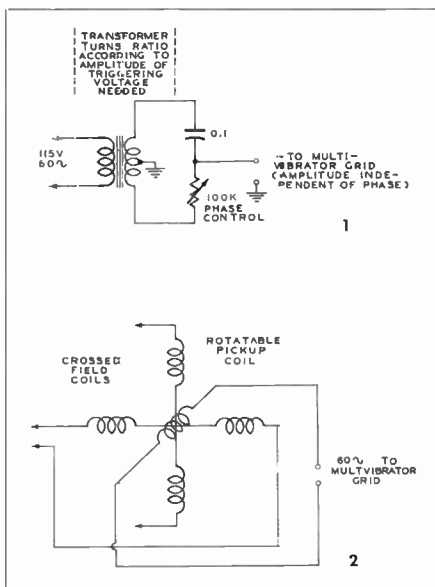 TRANSFORMER
TURNS RATIO
ACCORDING TO
AMPLITUDE OF
TRIGGERING
VOLTAGE
NEEDED
0.1
115V
60~
~TO MULTI-
VIBRATOR GRID
(AMPLITUDE INDE-
PENDENT OF PHASE)
100K
PHASE
CONTROL
1
CROSSED
FIELD
COILS
ROTATABLE
PICKUP
COIL
60~ TO
MULTVIBRATOR
GRID
2